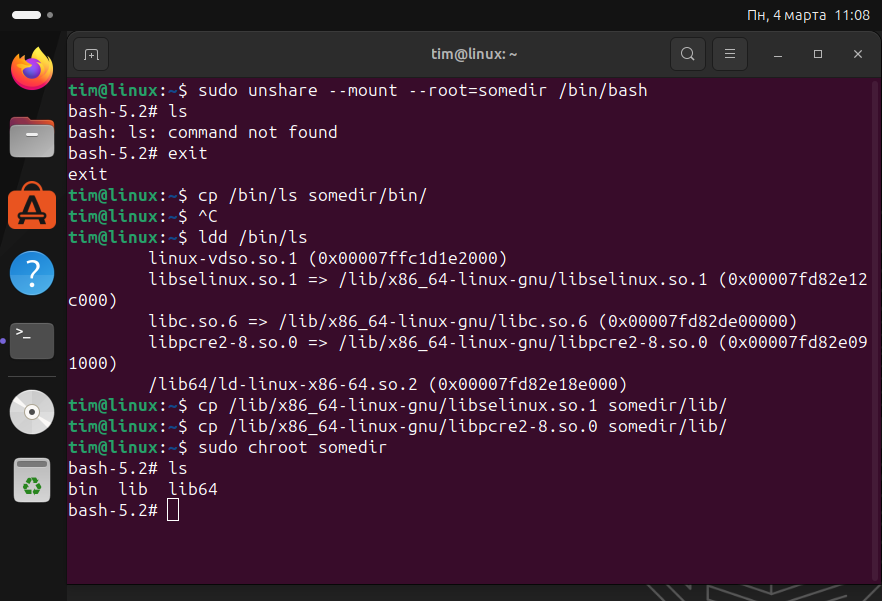 Пн, 4 марта 11:08
tim@linux: ~
tim@linux:~$ sudo unshare --mount --root=somedir /bin/bash
bash-5.2# ls
bash: ls: command not found
bash-5.2# exit
exit
tim@linux:~$ cp /bin/ls somedir/bin/
tim@linux:~$ ^C
tim@linux:~$ ldd /bin/ls
linux-vdso.so.1 (0x00007ffc1d1e2000)
libselinux.so.1 => /lib/x86_64-linux-gnu/libselinux.so.1 (0x00007fd82e12
c000)
libc.so.6 => /lib/x86_64-linux-gnu/libc.so.6 (0x00007fd82de00000)
libpcre2-8.so.0 => /lib/x86_64-linux-gnu/libpcre2-8.so.0 (0x00007fd82e09
1000)
/lib64/ld-linux-x86-64.so.2 (0x00007fd82e18e000)
tim@linux:~$ cp /lib/x86_64-linux-gnu/libselinux.so.1 somedir/lib/
tim@linux:~$ cp /lib/x86_64-linux-gnu/libpcre2-8.so.0 somedir/lib/
tim@linux:~$ sudo chroot somedir
bash-5.2# ls
bin  lib  lib64
bash-5.2#